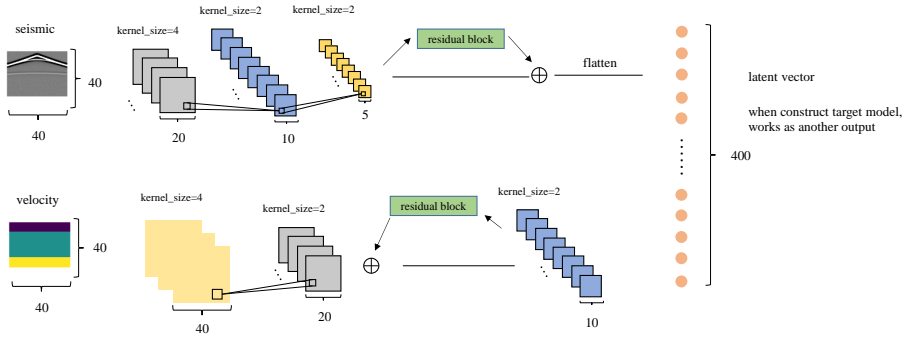 seismic
kernel_size=4
kernel_size=2
kernel_size=2
residual block
40
40
20
10
5
flatten
latent vector
when construct target model,
works as another output
400
velocity
kernel_size=4
kernel_size=2
residual block
kernel_size=2
40
40
40
20
10